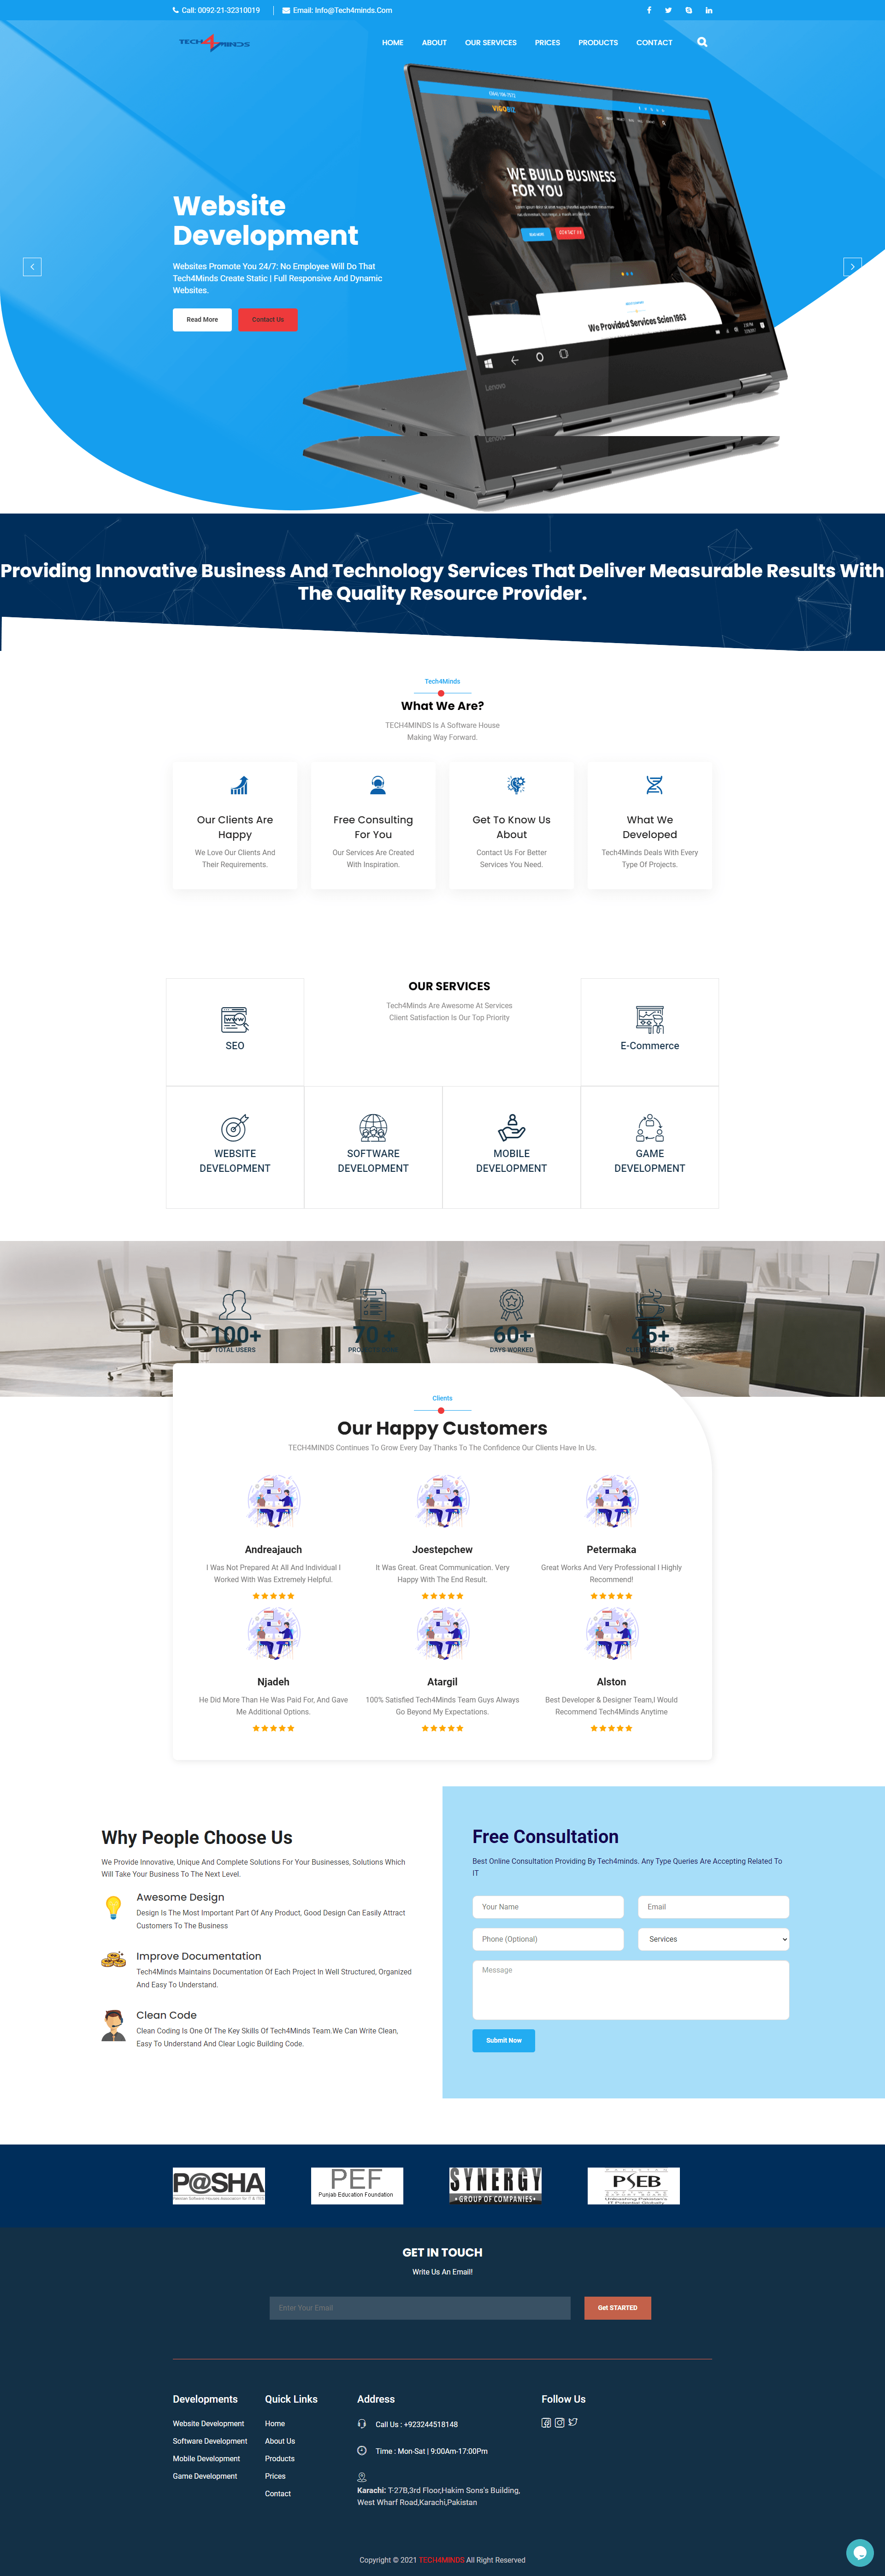 Call: 0092-21-32310019
Email: Info@Tech4minds.Com
TECH4MINDS
HOME
ABOUT
OUR SERVICES
PRICES
PRODUCTS
CONTACT
VIGOBIZ
WE BUILD BUSINESS
FOR YOU
READ MORE
CONTACT US
We Provided Services Scien 1963
Lenovo
Website
Development
Websites Promote You 24/7: No Employee Will Do That
Tech4Minds Create Static | Full Responsive And Dynamic
Websites.
Read More
Contact Us
Lenovo
Providing Innovative Business And Technology Services That Deliver Measurable Results With
The Quality Resource Provider.
Tech4Minds
What We Are?
TECH4MINDS Is A Software House
Making Way Forward.
Our Clients Are
Happy
We Love Our Clients And
Their Requirements.
Free Consulting
For You
Our Services Are Created
With Inspiration.
Get To Know Us
About
Contact Us For Better
Services You Need.
What We
Developed
Tech4Minds Deals With Every
Type Of Projects.
OUR SERVICES
Tech4Minds Are Awesome At Services
Client Satisfaction Is Our Top Priority
SEO
E-Commerce
WEBSITE
DEVELOPMENT
SOFTWARE
DEVELOPMENT
MOBILE
DEVELOPMENT
GAME
DEVELOPMENT
100+
TOTAL USERS
70 +
60+
DAYS WORKED
45+
Clients
Our Happy Customers
TECH4MINDS Continues To Grow Every Day Thanks To The Confidence Our Clients Have In Us.
Andreajauch
I Was Not Prepared At All And Individual I
Worked With Was Extremely Helpful.
Joestepchew
It Was Great. Great Communication. Very
Happy With The End Result.
Petermaka
Great Works And Very Professional I Highly
Recommend!
Njadeh
He Did More Than He Was Paid For, And Gave
Me Additional Options.
Atargil
100% Satisfied Tech4Minds Team Guys Always
Go Beyond My Expectations.
Alston
Best Developer & Designer Team,I Would
Recommend Tech4Minds Anytime
Why People Choose Us
We Provide Innovative, Unique And Complete Solutions For Your Businesses, Solutions Which
Will Take Your Business To The Next Level.
Awesome Design
Design Is The Most Important Part Of Any Product, Good Design Can Easily Attract
Customers To The Business
Improve Documentation
Tech4Minds Maintains Documentation Of Each Project In Well Structured, Organized
And Easy To Understand.
Clean Code
Clean Coding Is One Of The Key Skills Of Tech4Minds Team.We Can Write Clean,
Easy To Understand And Clear Logic Building Code.
Free Consultation
Best Online Consultation Providing By Tech4minds. Any Type Queries Are Accepting Related To
IT
Your Name
Email
Phone (Optional)
Services
Message
Submit Now
P@SHA
Pakistan Software Houses Association for IT & ITES
PEF
Punjab Education Foundation
SYNERGY
GROUP OF COMPANIES
PSEB
Unleashing Pakistan's
IT Potential Globally
GET IN TOUCH
Write Us An Email!
Enter Your Email
Get STARTED
Developments
Website Development
Software Development
Mobile Development
Game Development
Quick Links
Home
About Us
Products
Prices
Contact
Address
Call Us : +923244518148
Time : Mon-Sat | 9:00Am-17:00Pm
Karachi: T-27B,3rd Floor,Hakim Sons's Building,
West Wharf Road,Karachi,Pakistan
Follow Us
Copyright © 2021 TECH4MINDS All Right Reserved